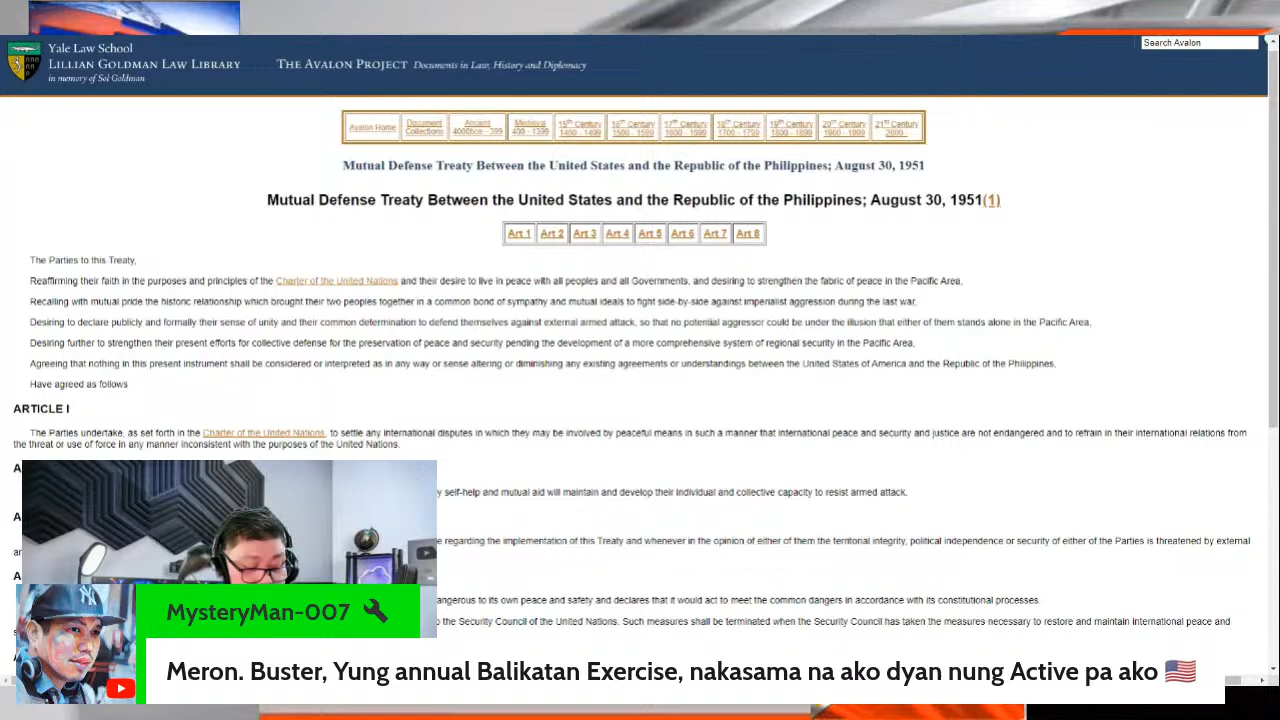 Yale Law School
LILLIAN GOLDMAN LAW LIBRARY
in memory of Sol Goldman
THE AVALON PROJECT Documents in Law, History and Diplomacy
Search Avalon
Avalon Home
Document Collections
Ancient 4000bce - 399
Medieval 400 - 1399
15th Century 1400 - 1499
16th Century 1500 - 1599
17th Century 1600 - 1699
18th Century 1700 - 1799
19th Century 1800 - 1899
20th Century 1900 - 1999
21st Century 2000 -
Mutual Defense Treaty Between the United States and the Republic of the Philippines; August 30, 1951
Mutual Defense Treaty Between the United States and the Republic of the Philippines; August 30, 1951(1)
Art 1 Art 2 Art 3 Art 4 Art 5 Art 6 Art 7 Art 8
The Parties to this Treaty,
Reaffirming their faith in the purposes and principles of the Charter of the United Nations and their desire to live in peace with all peoples and all Governments, and desiring to strengthen the fabric of peace in the Pacific Area,
Recalling with mutual pride the historic relationship which brought their two peoples together in a common bond of sympathy and mutual ideals to fight side-by-side against imperialist aggression during the last war,
Desiring to declare publicly and formally their sense of unity and their common determination to defend themselves against external armed attack, so that no potential aggressor could be under the illusion that either of them stands alone in the Pacific Area,
Desiring further to strengthen their present efforts for collective defense for the preservation of peace and security pending the development of a more comprehensive system of regional security in the Pacific Area,
Agreeing that nothing in this present instrument shall be considered or interpreted as in any way or sense altering or diminishing any existing agreements or understandings between the United States of America and the Republic of the Philippines,
Have agreed as follows
ARTICLE I
The Parties undertake, as set forth in the Charter of the United Nations, to settle any international disputes in which they may be involved by peaceful means in such a manner that international peace and security and justice are not endangered and to refrain in their international relations from
the threat or use of force in any manner inconsistent with the purposes of the United Nations.
y self-help and mutual aid will maintain and develop their individual and collective capacity to resist armed attack.
e regarding the implementation of this Treaty and whenever in the opinion of either of them the territorial integrity, political independence or security of either of the Parties is threatened by external
angerous to its own peace and safety and declares that it would act to meet the common dangers in accordance with its constitutional processes.
o the Security Council of the United Nations. Such measures shall be terminated when the Security Council has taken the measures necessary to restore and maintain international peace and
MysteryMan-007
Meron. Buster, Yung annual Balikatan Exercise, nakasama na ako dyan nung Active pa ako 🇺🇸